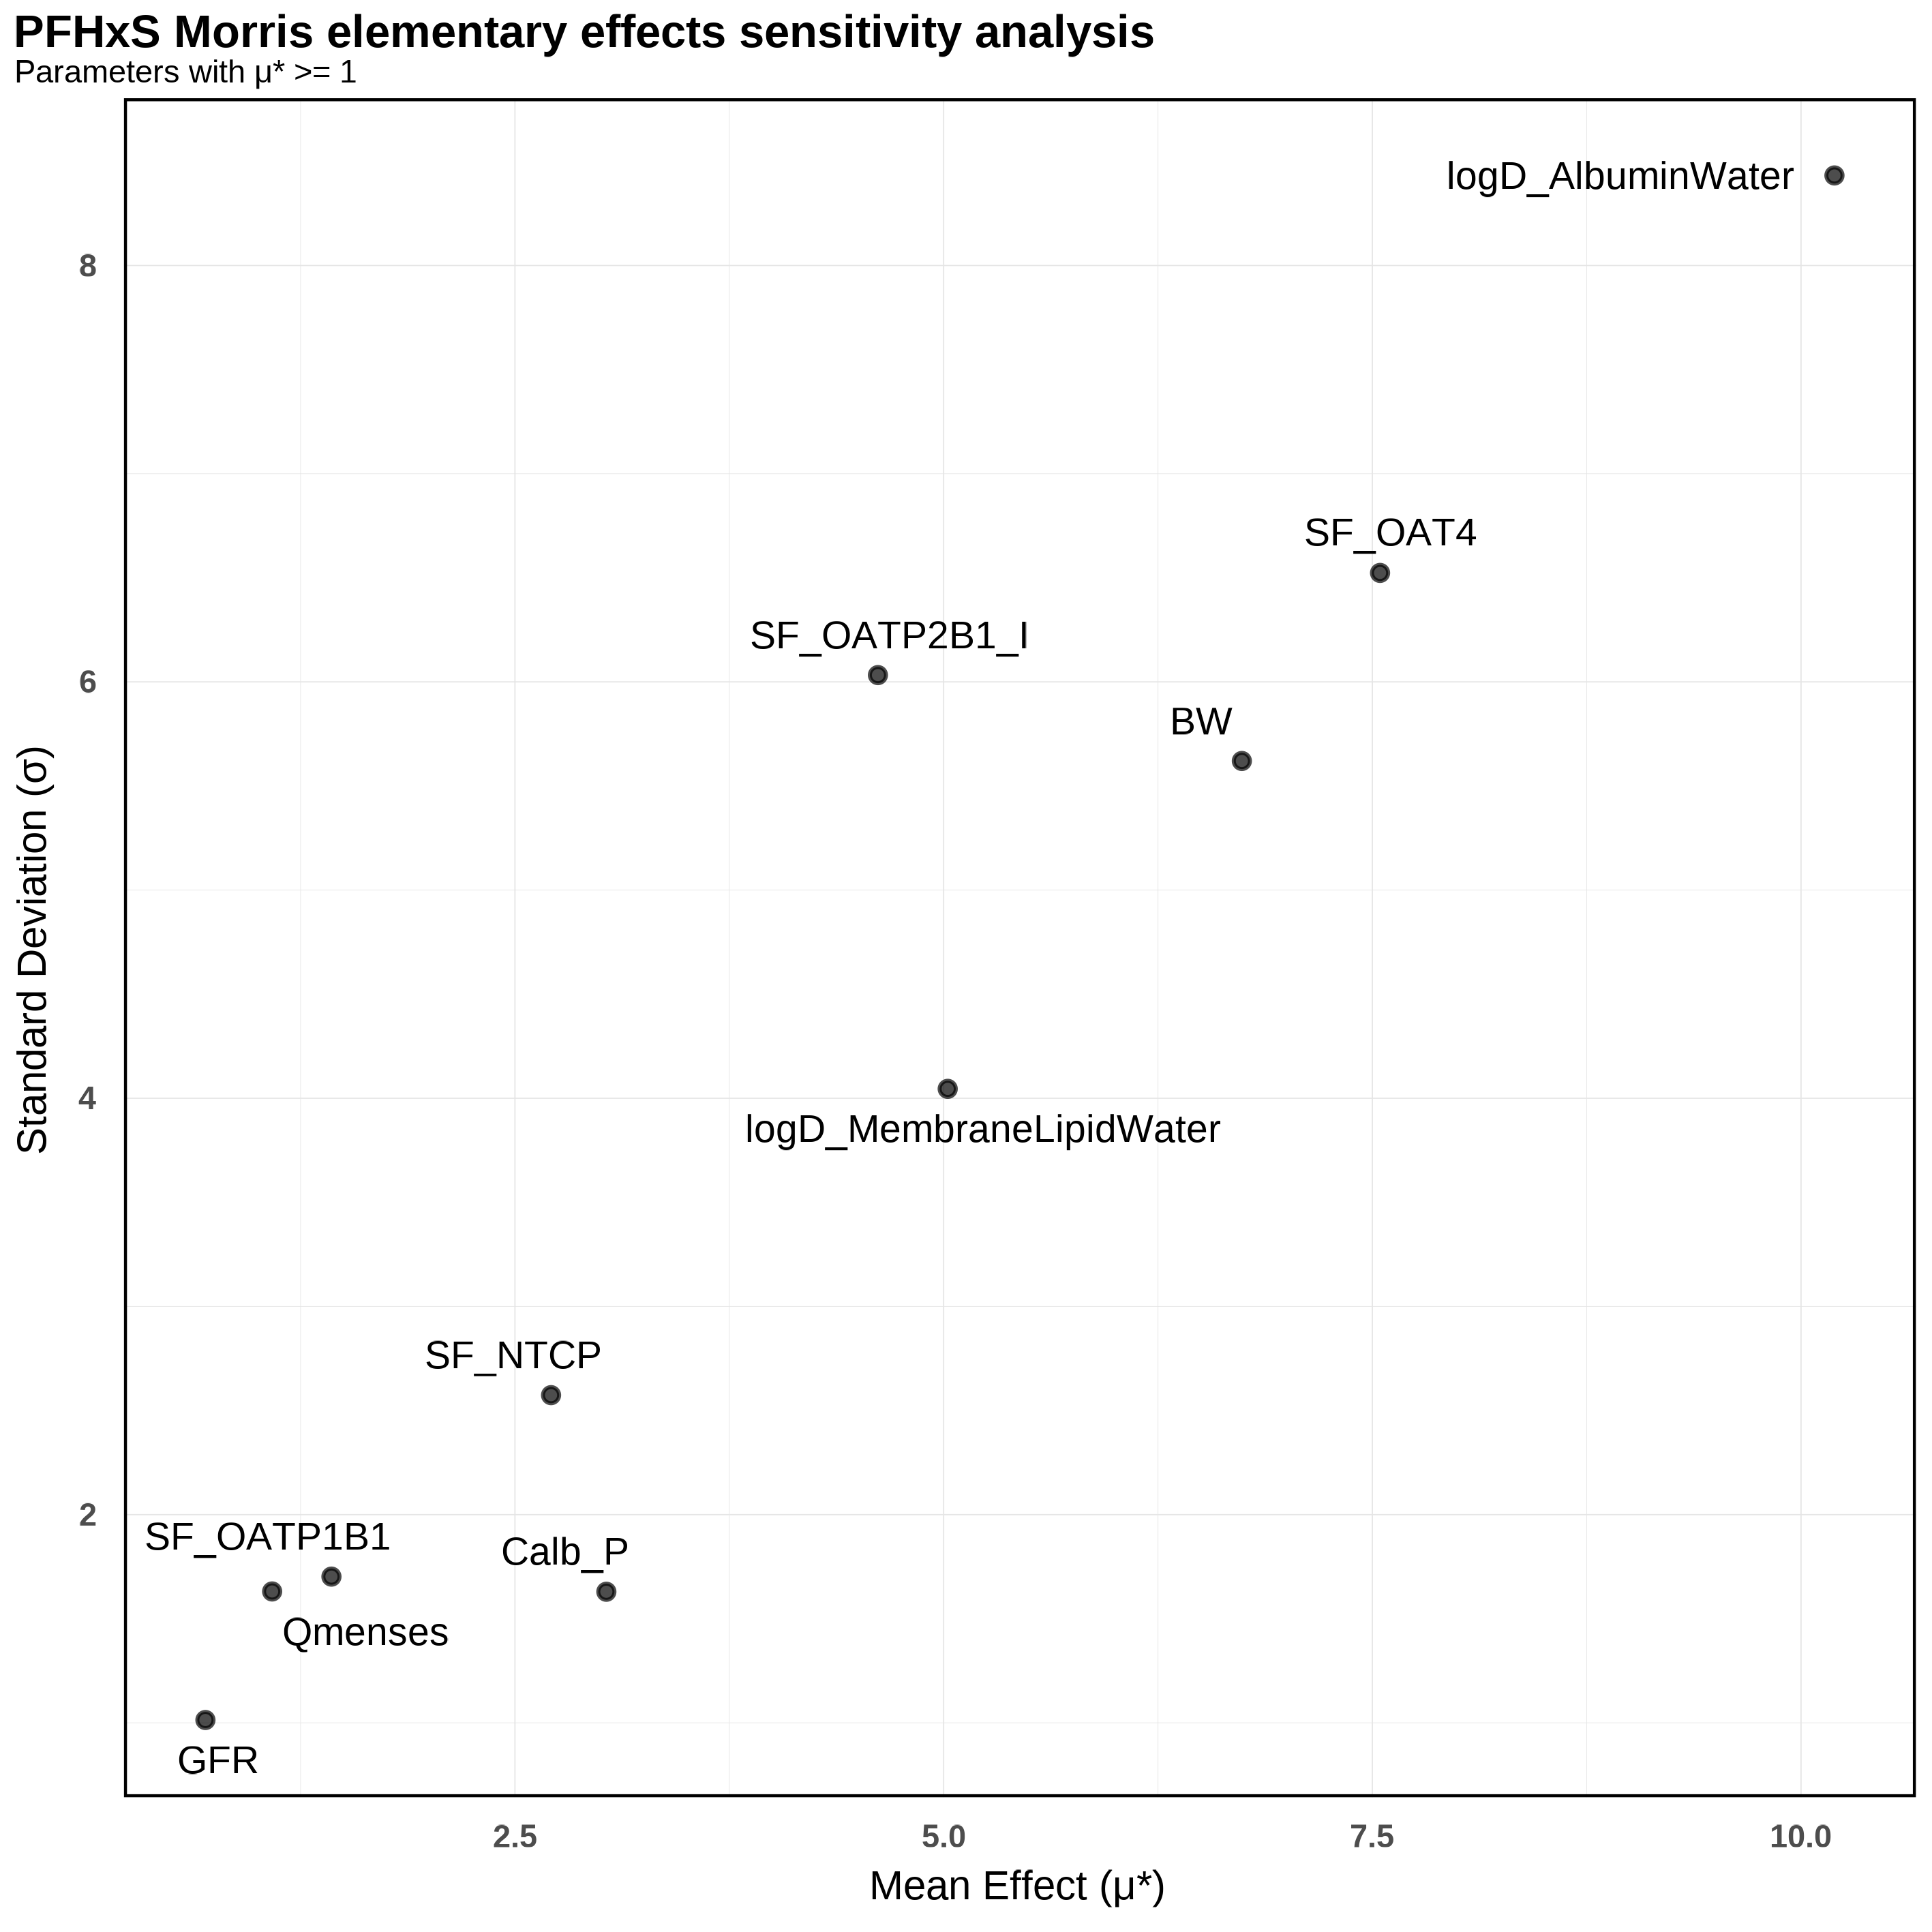 PFHxS Morris elementary effects sensitivity analysis
Parameters with μ* >= 1
logD_AlbuminWater
8
SF_OAT4
SF_OATP2B1_I
6
BW
Standard Deviation (σ)
4
logD_MembraneLipidWater
SF_NTCP
2
SF_OATP1B1
Calb_P
Qmenses
GFR
2.5
5.0
7.5
10.0
Mean Effect (μ*)